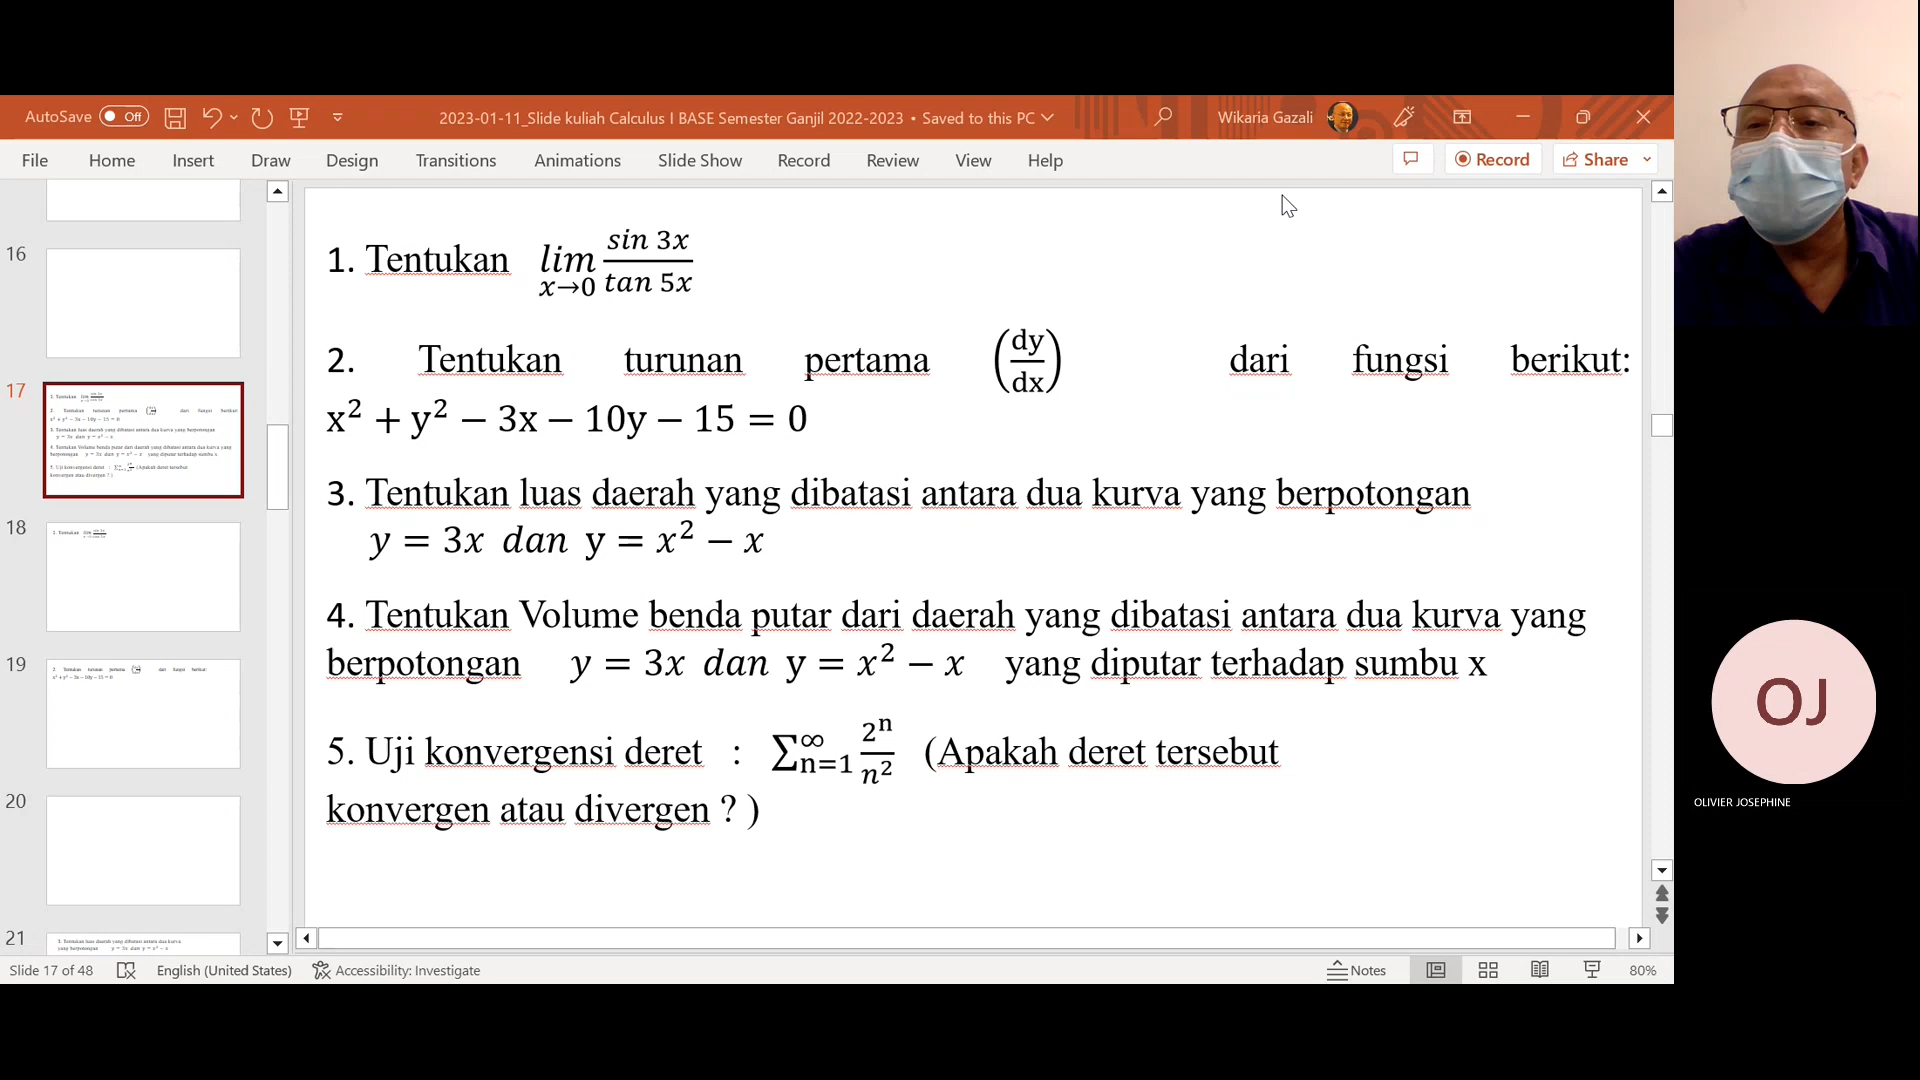 AutoSave Off 2023-01-11_Slide kuliah Calculus I BASE Semester Ganjil 2022-2023 • Saved to this PC Wikaria Gazali
File Home Insert Draw Design Transitions Animations Slide Show Record Review View Help Record Share
16
17
18
19
20
21
1. Tentukan lim x→0 sin 3x / tan 5x
2. Tentukan turunan pertama (dy/dx) dari fungsi berikut:
x² + y² − 3x − 10y − 15 = 0
3. Tentukan luas daerah yang dibatasi antara dua kurva yang berpotongan
y = 3x dan y = x² − x
4. Tentukan Volume benda putar dari daerah yang dibatasi antara dua kurva yang
berpotongan y = 3x dan y = x² − x yang diputar terhadap sumbu x
5. Uji konvergensi deret : ∑ n=1 ∞ 2ⁿ/n² (Apakah deret tersebut
konvergen atau divergen ? )
Slide 17 of 48 English (United States) Accessibility: Investigate Notes 80%
OJ
OLIVIER JOSEPHINE